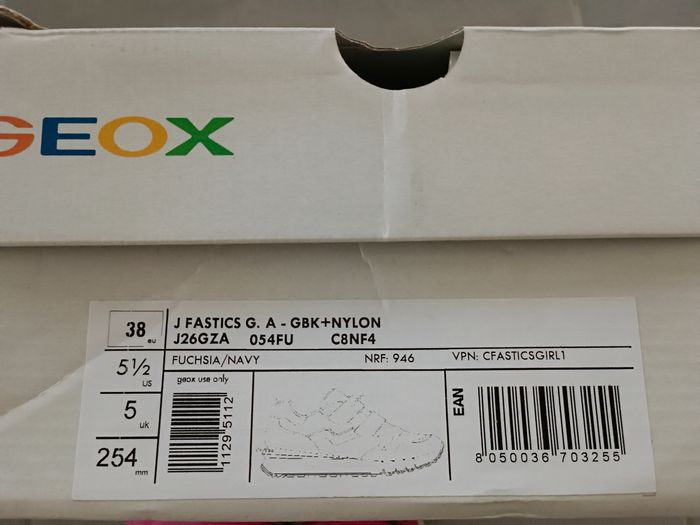 GEOX
38 eu
J FASTICS G. A - GBK+NYLON
J26GZA 054FU C8NF4
5½ US
FUCHSIA/NAVY NRF: 946 VPN: CFASTICSGIRL1
geox use only
5 uk
254 mm
1129 5112
EAN
8 050036 703255